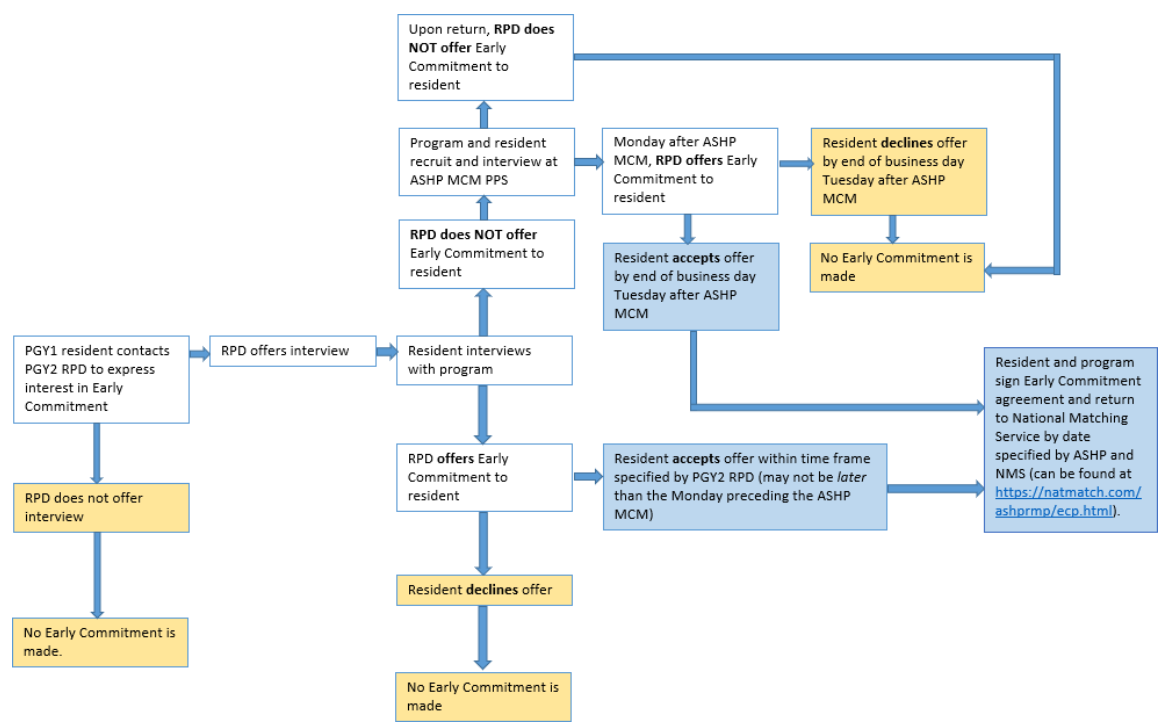 Upon return, RPD does
NOT offer Early
Commitment to
resident
Program and resident
recruit and interview at
ASHP MCM PPS
Monday after ASHP
MCM, RPD offers Early
Commitment to
resident
Resident declines offer
by end of business day
Tuesday after ASHP
MCM
RPD does NOT offer
Early Commitment to
resident
Resident accepts offer
by end of business day
Tuesday after ASHP
MCM
No Early Commitment is
made
PGY1 resident contacts
PGY2 RPD to express
interest in Early
Commitment
RPD offers interview
Resident interviews
with program
Resident and program
sign Early Commitment
agreement and return
to National Matching
Service by date
specified by ASHP and
NMS (can be found at
https://natmatch.com/
ashprmp/ecp.html).
RPD offers Early
Commitment to
resident
Resident accepts offer within time frame
specified by PGY2 RPD (may not be later
than the Monday preceding the ASHP
MCM)
RPD does not offer
interview
Resident declines offer
No Early Commitment is
made.
No Early Commitment is
made